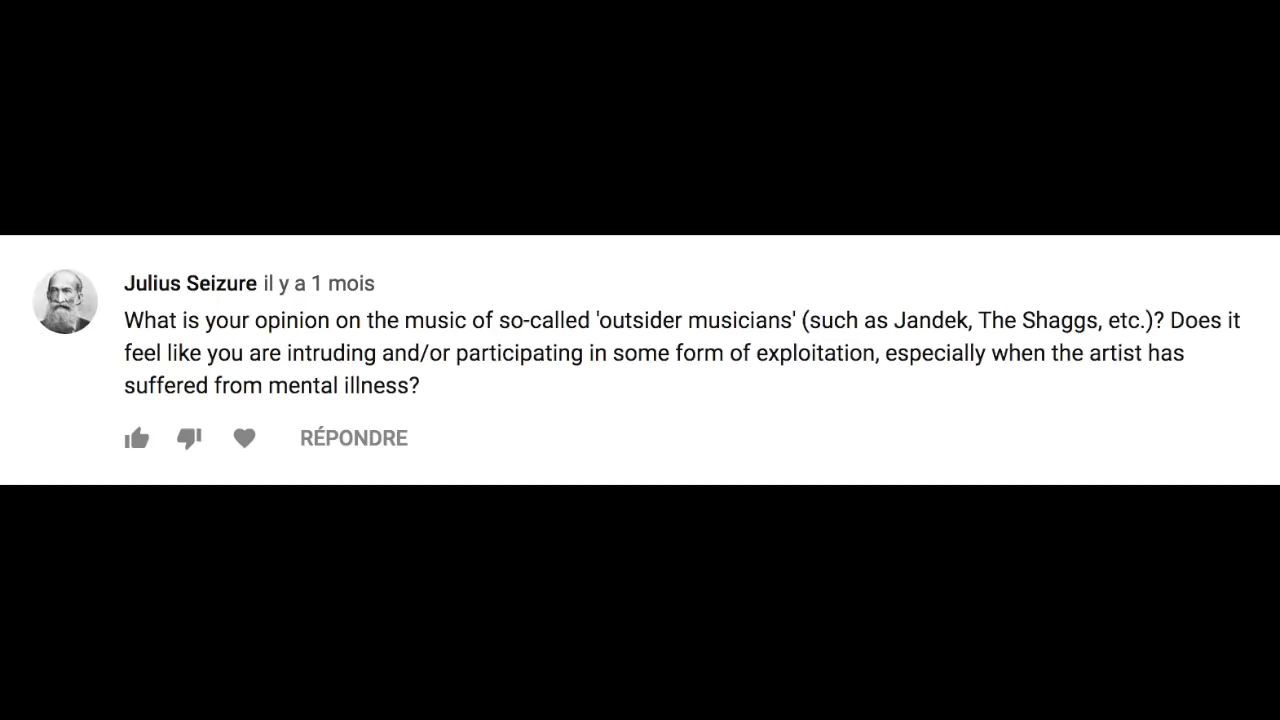 Julius Seizure il y a 1 mois
What is your opinion on the music of so-called 'outsider musicians' (such as Jandek, The Shaggs, etc.)? Does it
feel like you are intruding and/or participating in some form of exploitation, especially when the artist has
suffered from mental illness?
RÉPONDRE